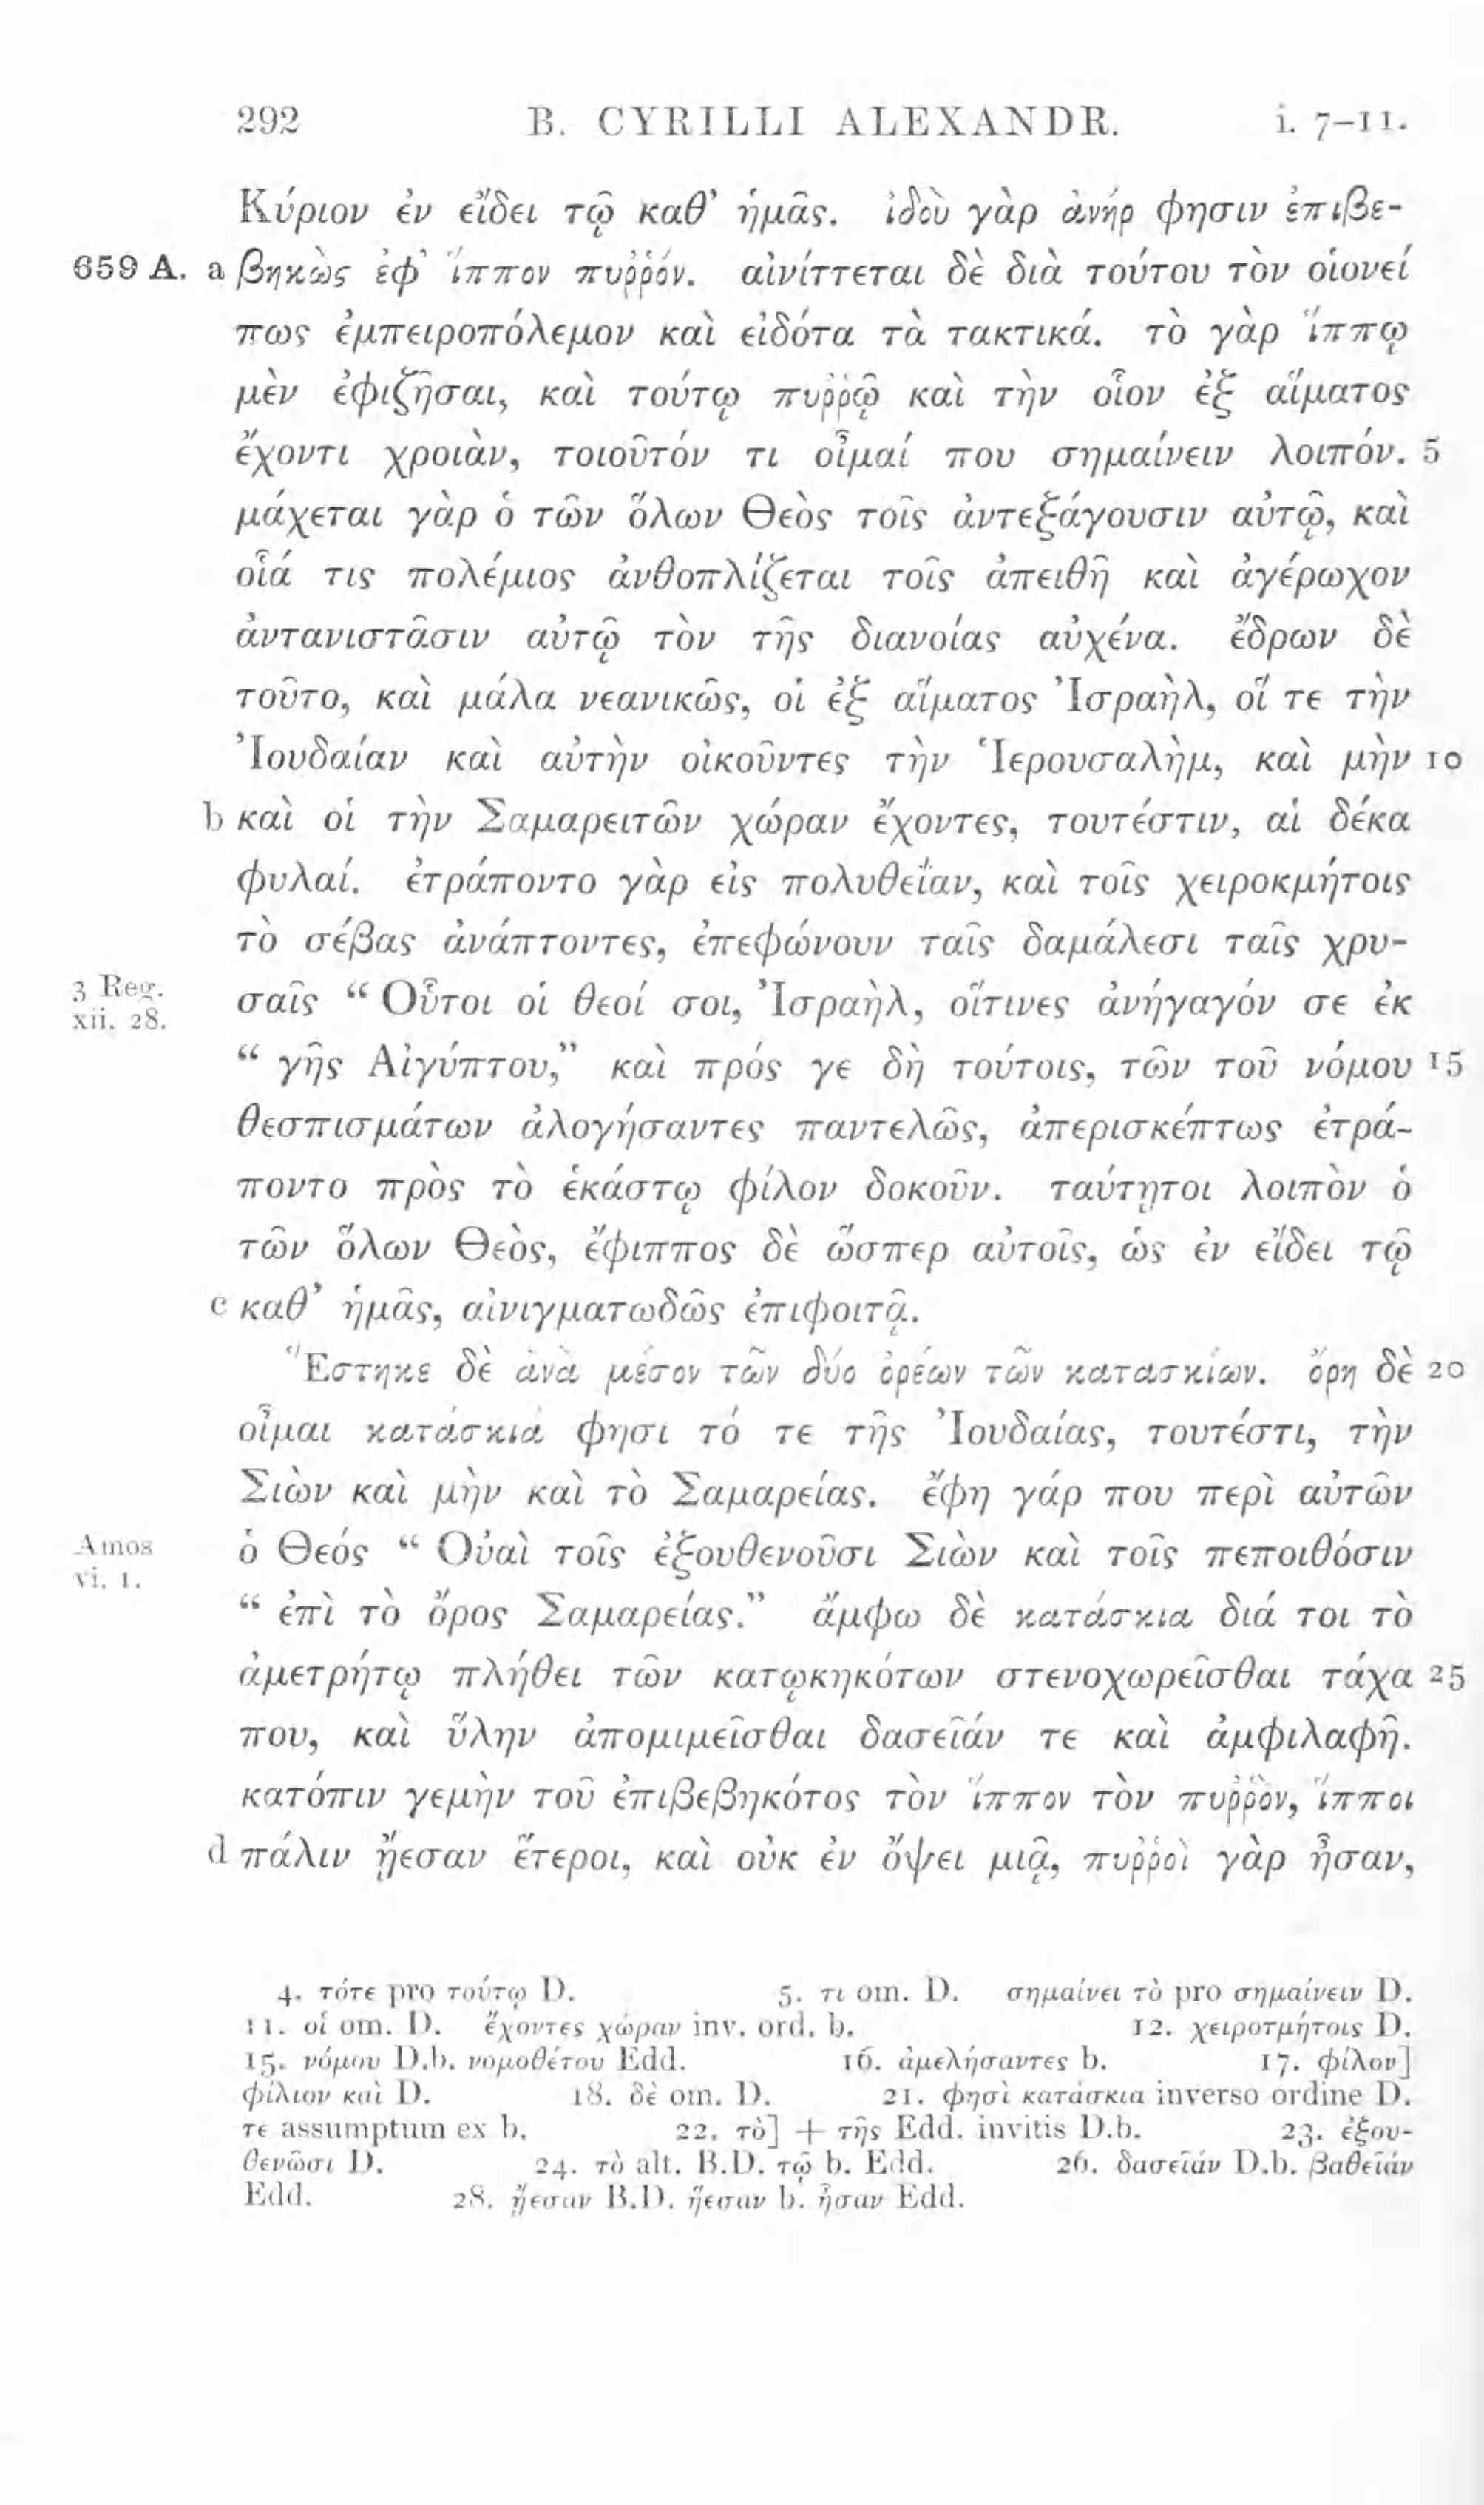 292 B. CYRILLI ALEXANDR. i. 7–11.
Κύριον ἐν εἴδει τῷ καθ’ ἡμᾶς. ἰδοὺ γὰρ ἀνήρ φησιν ἐπιβε-
659 A. a βηκὼς ἐφ’ ἵππον πυῤῥόν. αἰνίττεται δὲ διὰ τούτου τὸν οἱονεί
πως ἐμπειροπόλεμον καὶ εἰδότα τὰ τακτικά. τὸ γὰρ ἵππῳ
μὲν ἐφιζῆσαι, καὶ τούτῳ πυῤῥῷ καὶ τὴν οἷον ἐξ αἵματος
ἔχοντι χροιὰν, τοιοῦτόν τι οἶμαί που σημαίνειν λοιπόν. 5
μάχεται γὰρ ὁ τῶν ὅλων Θεὸς τοῖς ἀντεξάγουσιν αὐτῷ, καὶ
οἷά τις πολέμιος ἀνθοπλίζεται τοῖς ἀπειθῆ καὶ ἀγέρωχον
ἀντανιστᾶσιν αὐτῷ τὸν τῆς διανοίας αὐχένα. ἔδρων δὲ
τοῦτο, καὶ μάλα νεανικῶς, οἱ ἐξ αἵματος Ἰσραὴλ, οἵ τε τὴν
Ἰουδαίαν καὶ αὐτὴν οἰκοῦντες τὴν Ἱερουσαλὴμ, καὶ μὴν 10
b καὶ οἱ τὴν Σαμαρειτῶν χώραν ἔχοντες, τουτέστιν, αἱ δέκα
φυλαί. ἐτράποντο γὰρ εἰς πολυθεΐαν, καὶ τοῖς χειροκμήτοις
τὸ σέβας ἀνάπτοντες, ἐπεφώνουν ταῖς δαμάλεσι ταῖς χρυ-
3 Reg. xii. 28. σαῖς “ Οὗτοι οἱ θεοί σοι, Ἰσραὴλ, οἵτινες ἀνήγαγόν σε ἐκ
“ γῆς Αἰγύπτου,” καὶ πρός γε δὴ τούτοις, τῶν τοῦ νόμου 15
θεσπισμάτων ἀλογήσαντες παντελῶς, ἀπερισκέπτως ἐτρά-
ποντο πρὸς τὸ ἑκάστῳ φίλον δοκοῦν. ταύτῃτοι λοιπὸν ὁ
τῶν ὅλων Θεὸς, ἔφιππος δὲ ὥσπερ αὐτοῖς, ὡς ἐν εἴδει τῷ
c καθ’ ἡμᾶς, αἰνιγματωδῶς ἐπιφοιτᾷ.
Ἕστηκε δὲ ἀνὰ μέσον τῶν δύο ὀρέων τῶν κατασκίων. ὄρη δὲ 20
οἶμαι κατάσκιά φησι τό τε τῆς Ἰουδαίας, τουτέστι, τὴν
Σιὼν καὶ μὴν καὶ τὸ Σαμαρείας. ἔφη γάρ που περὶ αὐτῶν
Amos vi. 1. ὁ Θεός “ Οὐαὶ τοῖς ἐξουθενοῦσι Σιὼν καὶ τοῖς πεποιθόσιν
“ ἐπὶ τὸ ὄρος Σαμαρείας.” ἄμφω δὲ κατάσκια διά τοι τὸ
ἀμετρήτῳ πλήθει τῶν κατῳκηκότων στενοχωρεῖσθαι τάχα 25
που, καὶ ὕλην ἀπομιμεῖσθαι δασεῖάν τε καὶ ἀμφιλαφῆ.
κατόπιν γεμὴν τοῦ ἐπιβεβηκότος τὸν ἵππον τὸν πυῤῥὸν, ἵπποι
d πάλιν ᾔεσαν ἕτεροι, καὶ οὐκ ἐν ὄψει μιᾷ, πυῤῥοὶ γὰρ ἦσαν,
4. τότε pro τούτῳ D. 5. τι om. D. σημαίνει τὸ pro σημαίνειν D.
11. οἱ om. D. ἔχοντες χώραν inv. ord. b. 12. χειροτμήτοις D.
15. νόμου D.b. νομοθέτου Edd. 16. ἀμελήσαντες b. 17. φίλον]
φίλιον καὶ D. 18. δὲ om. D. 21. φησὶ κατάσκια inverso ordine D.
τε assumptum ex b. 22. τὸ] + τῆς Edd. invitis D.b. 23. ἐξου-
θενῶσι D. 24. τὸ alt. B.D. τῷ b. Edd. 26. δασεῖάν D.b. βαθεῖάν
Edd. 28. ᾔεσαν B.D. ἤεσαν b. ἦσαν Edd.